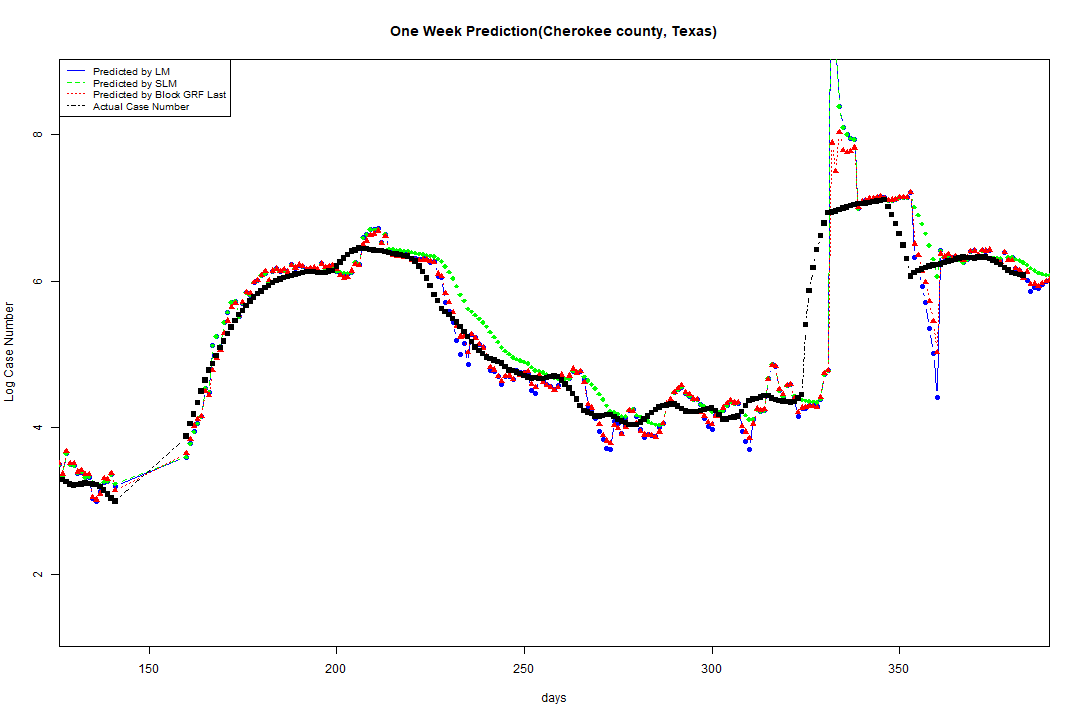 One Week Prediction(Cherokee county, Texas)
Predicted by LM
Predicted by SLM
Predicted by Block GRF Last
Actual Case Number
8
6
4
2
Log Case Number
150
200
250
300
350
days